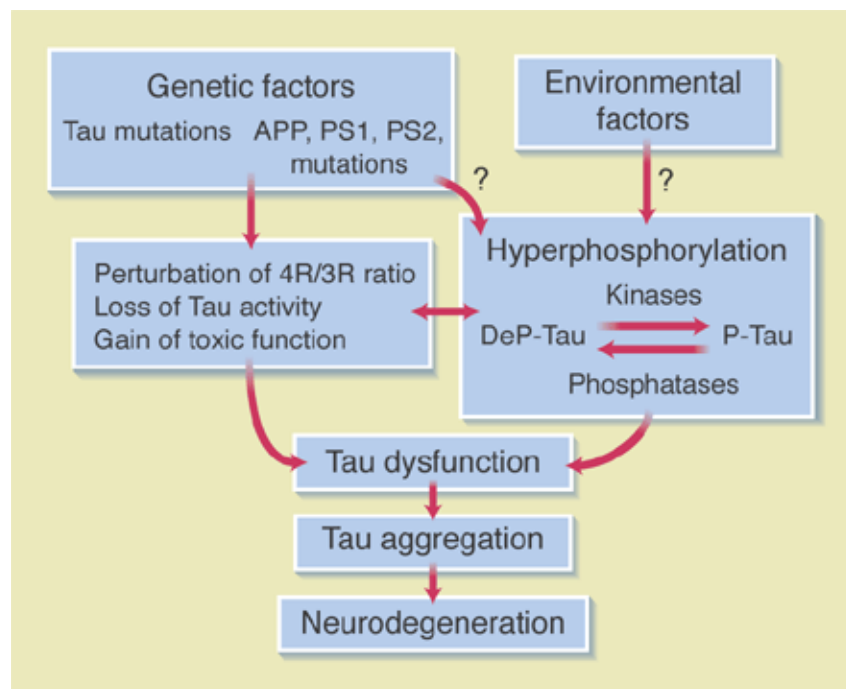 Genetic factors
Tau mutations APP, PS1, PS2,
mutations
Environmental
factors
?
?
Perturbation of 4R/3R ratio
Loss of Tau activity
Gain of toxic function
Hyperphosphorylation
Kinases
DeP-Tau P-Tau
Phosphatases
Tau dysfunction
Tau aggregation
Neurodegeneration